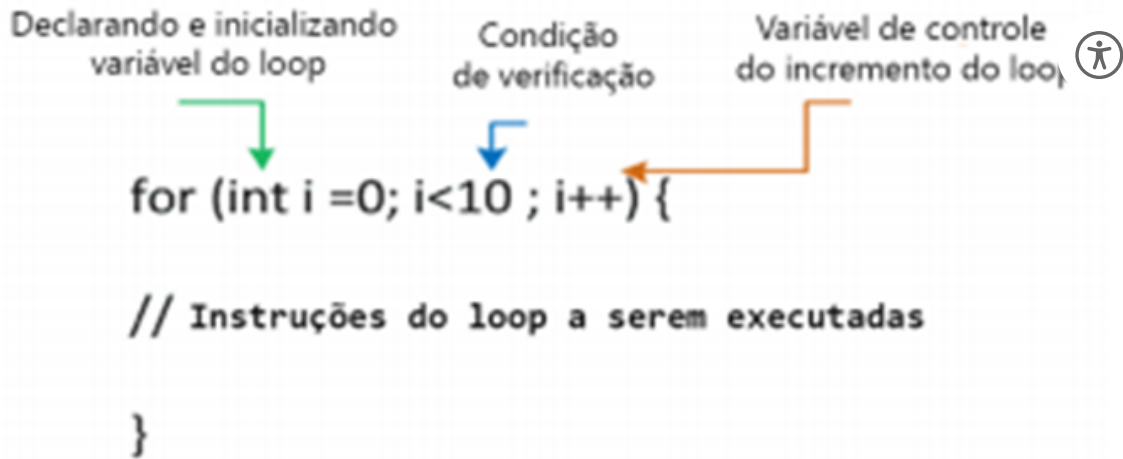 Declarando e inicializando
variável do loop
Condição
de verificação
Variável de controle
do incremento do loop
for (int i =0; i<10 ; i++) {
// Instruções do loop a serem executadas
}